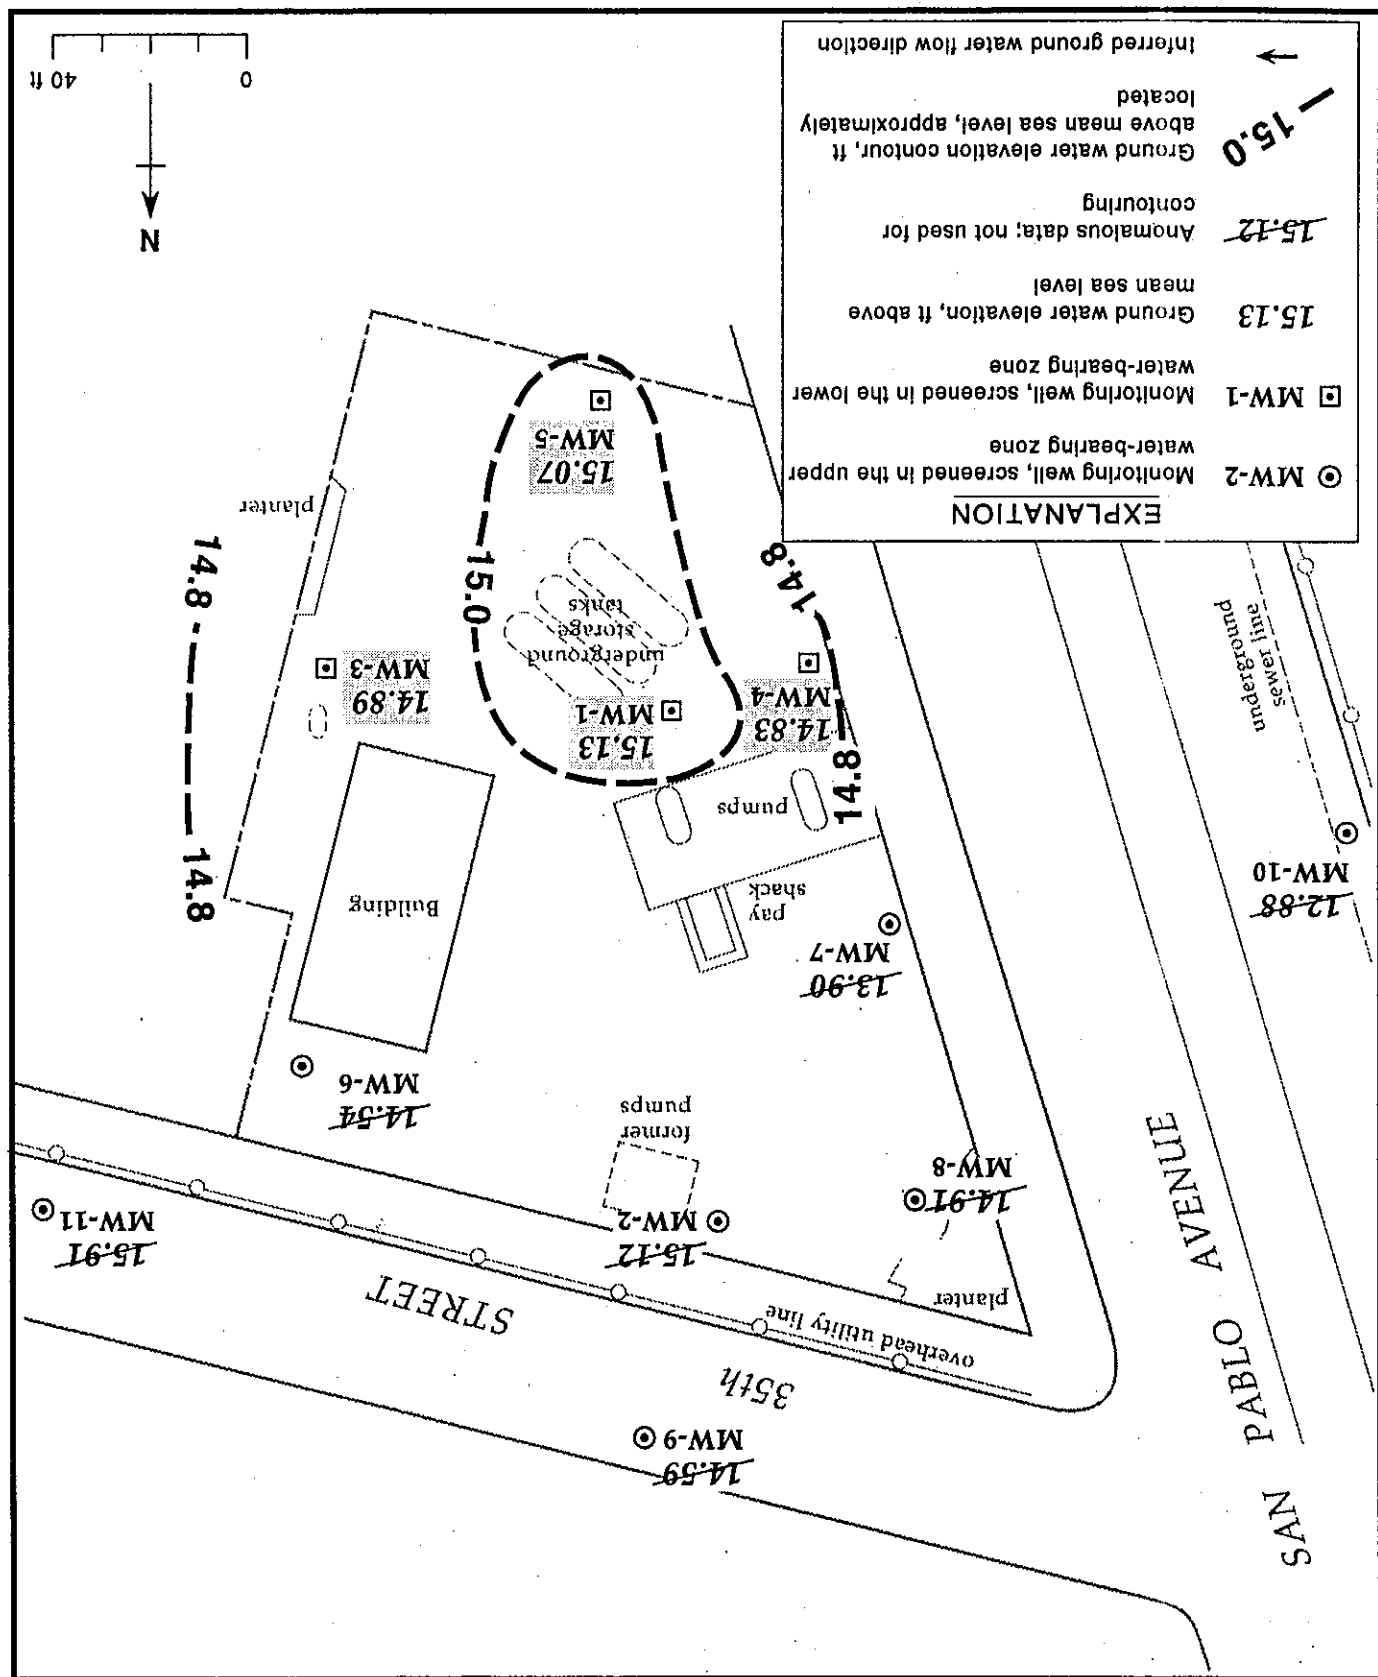 SAN PABLO AVENUE
35th
STREET
14.59
MW-9
overhead utility line
planter
14.91
MW-8
15.12
MW-2
15.91
MW-11
former
pumps
14.54
MW-6
13.90
MW-7
12.88
MW-10
pay
shack
pumps
Building
14.8
14.8
14.83
MW-4
15.13
MW-1
14.89
MW-3
underground
storage
tanks
underground
sewer line
15.0
14.8
14.8
planter
15.07
MW-5
EXPLANATION
MW-2 Monitoring well, screened in the upper
water-bearing zone
MW-1 Monitoring well, screened in the lower
water-bearing zone
15.13 Ground water elevation, ft above
mean sea level
15.12 Anomalous data; not used for
contouring
15.0 Ground water elevation contour, ft
above mean sea level, approximately
located
Inferred ground water flow direction
N
0 40 ft